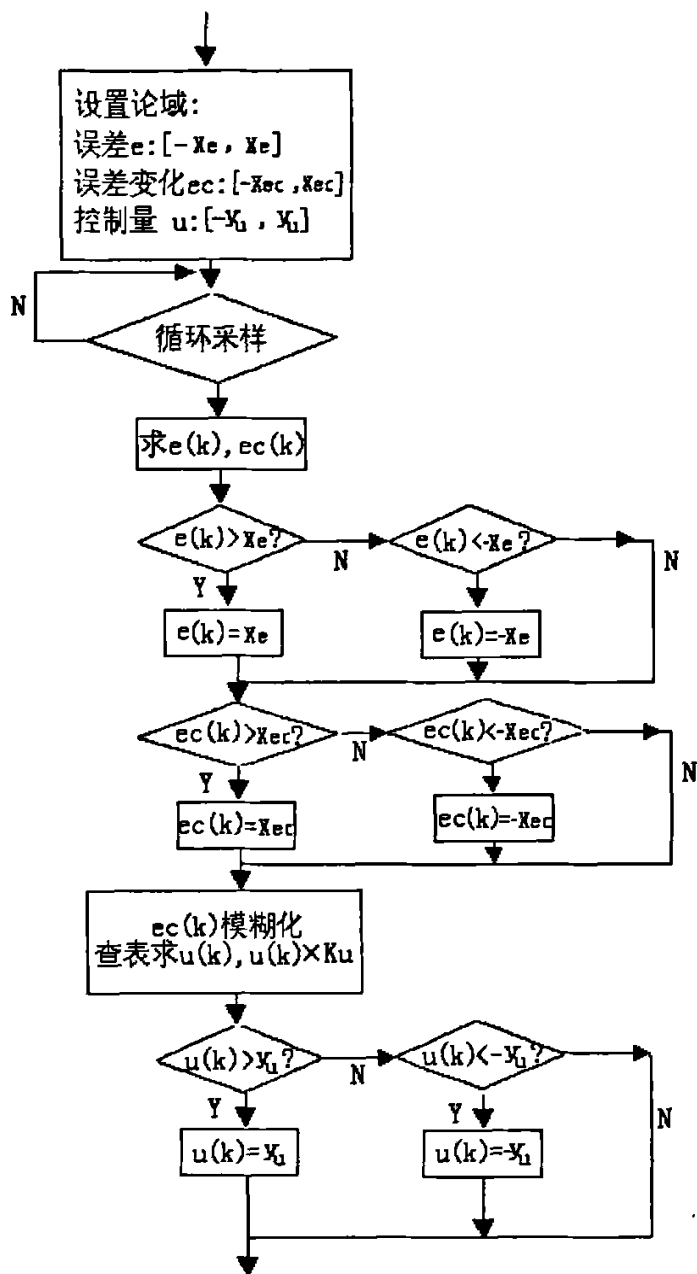 设置论域:
误差e:[-Xe, Xe]
误差变化ec:[-Xec,Xec]
控制量 u:[-yu, yu]
N
循环采样
求e(k),ec(k)
e(k)>Xe?
N
e(k)<-Xe?
N
Y
e(k)=Xe
e(k)=-Xe
ec(k)>Xec?
N
ec(k)<-Xec?
N
Y
ec(k)=Xec
ec(k)=-Xec
ec(k)模糊化
查表求u(k),u(k)×Ku
u(k)>yu?
N
u(k)<-yu?
N
Y
Y
u(k)=yu
u(k)=-yu